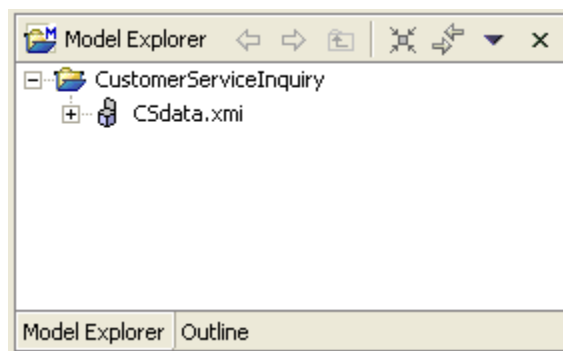 Model Explorer
CustomerServiceInquiry
CSdata.xmi
Model Explorer Outline